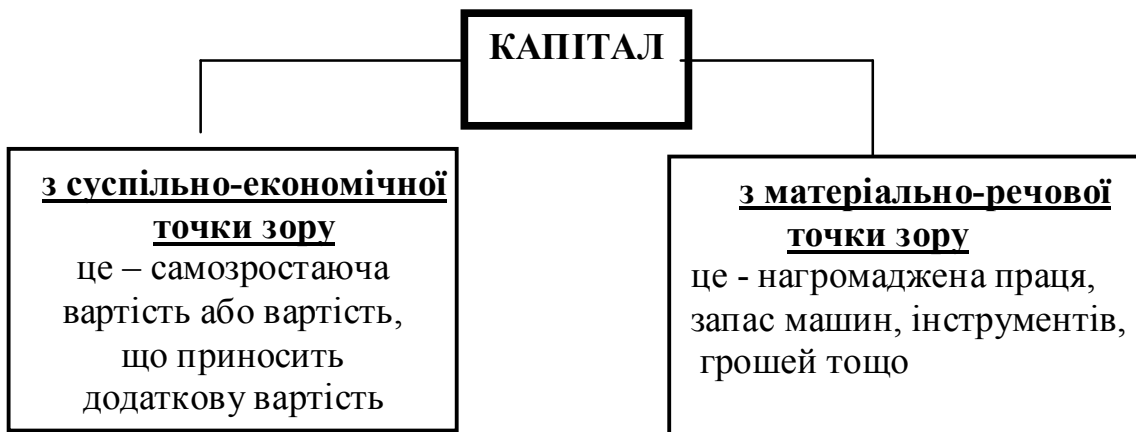 КАПІТАЛ
з суспільно-економічної
точки зору
це – самозростаюча
вартість або вартість,
що приносить
додаткову вартість
з матеріально-речової
точки зору
це - нагромаджена праця,
запас машин, інструментів,
грошей тощо